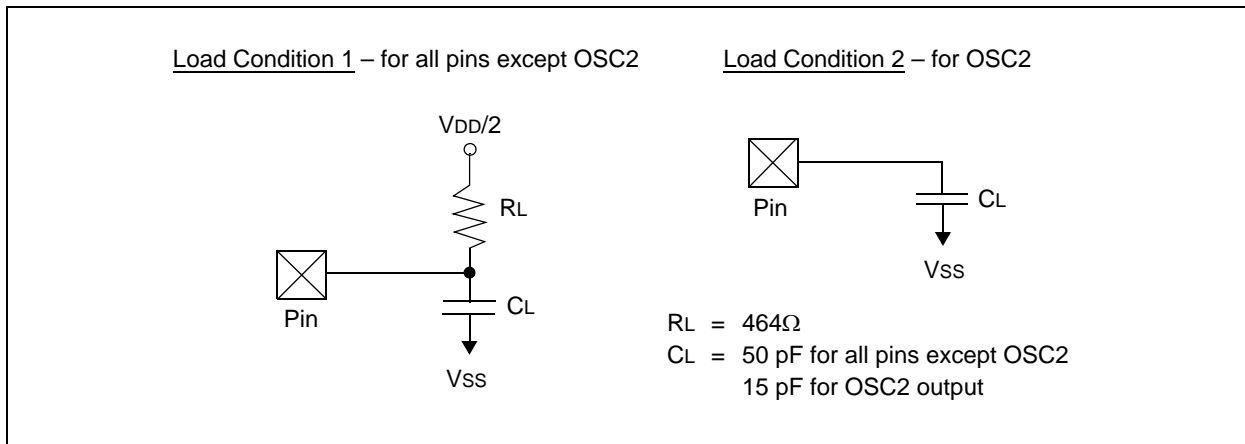 Load Condition 1 – for all pins except OSC2
VDD/2
RL
Pin
CL
VSS
Load Condition 2 – for OSC2
Pin
CL
VSS
RL = 464Ω
CL = 50 pF for all pins except OSC2
15 pF for OSC2 output